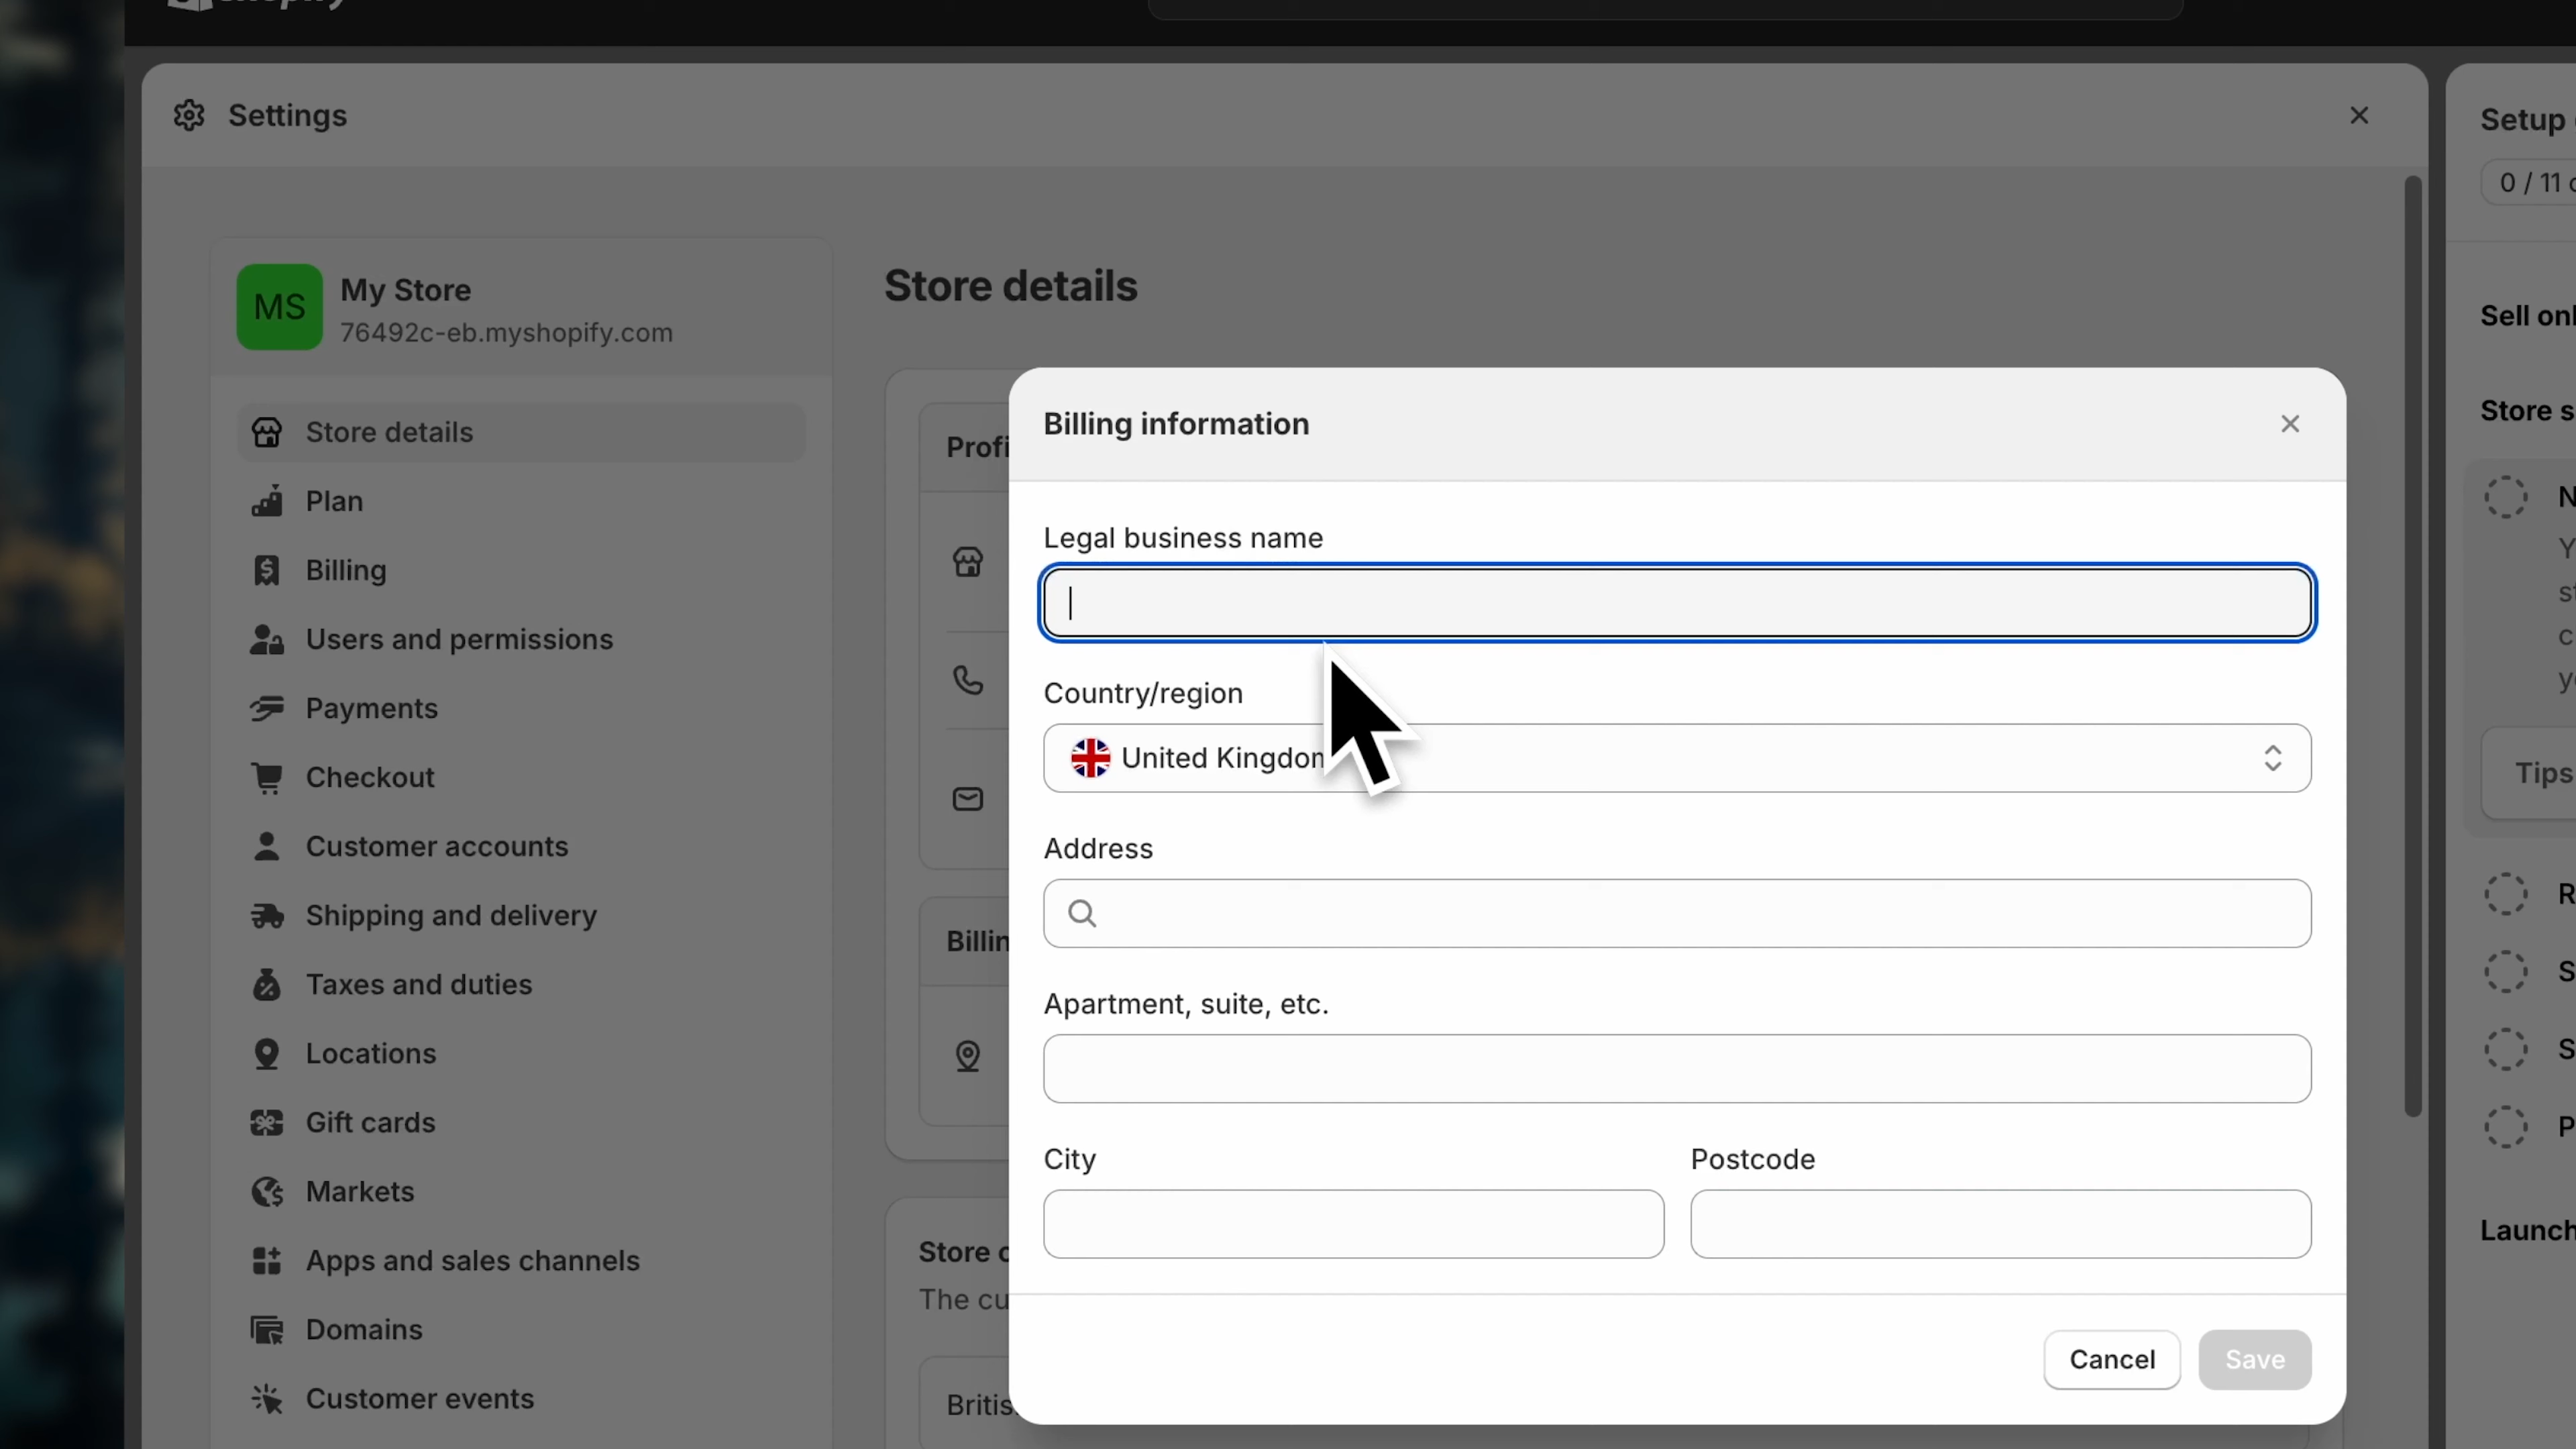 Settings
My Store
76492c-eb.myshopify.com
MS
Store details
Plan
Billing
Users and permissions
Payments
Checkout
Customer accounts
Shipping and delivery
Taxes and duties
Locations
Gift cards
Markets
Apps and sales channels
Domains
Customer events
Store details
Billing information
Legal business name
Country/region
United Kingdom
Address
Apartment, suite, etc.
City Postcode
Cancel Save
The
Setup
0 / 11
Sell
Store
Tips